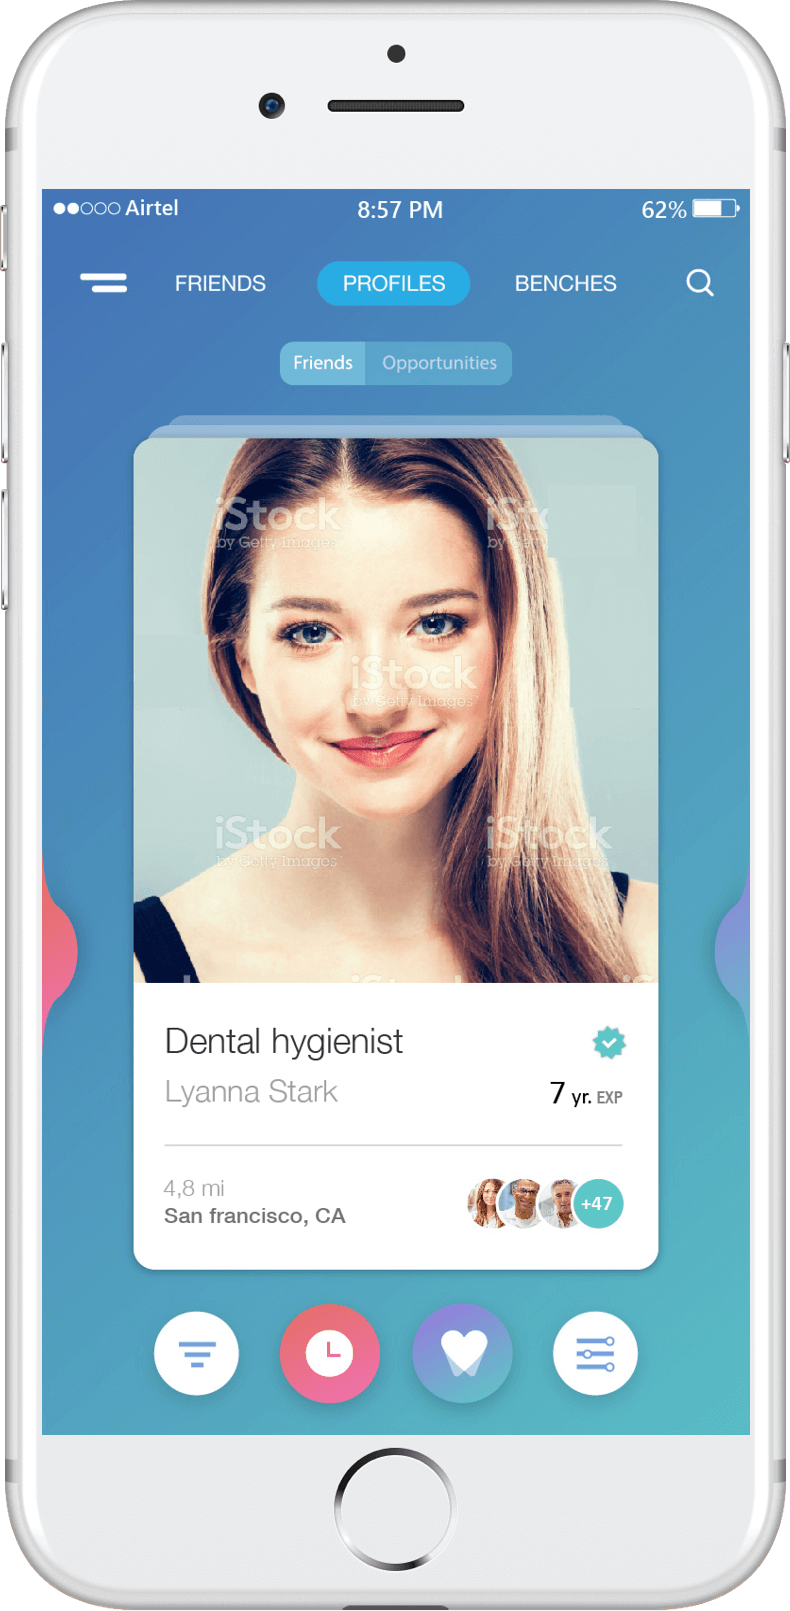 Airtel 8:57 PM 62%
FRIENDS PROFILES BENCHES
Friends Opportunities
iStock iStock
by Getty Images by Getty
iStock
by Getty Images
iStock iStock
by Getty Images by Getty Images
Dental hygienist
Lyanna Stark 7 yr. EXP
4,8 mi
San francisco, CA +47